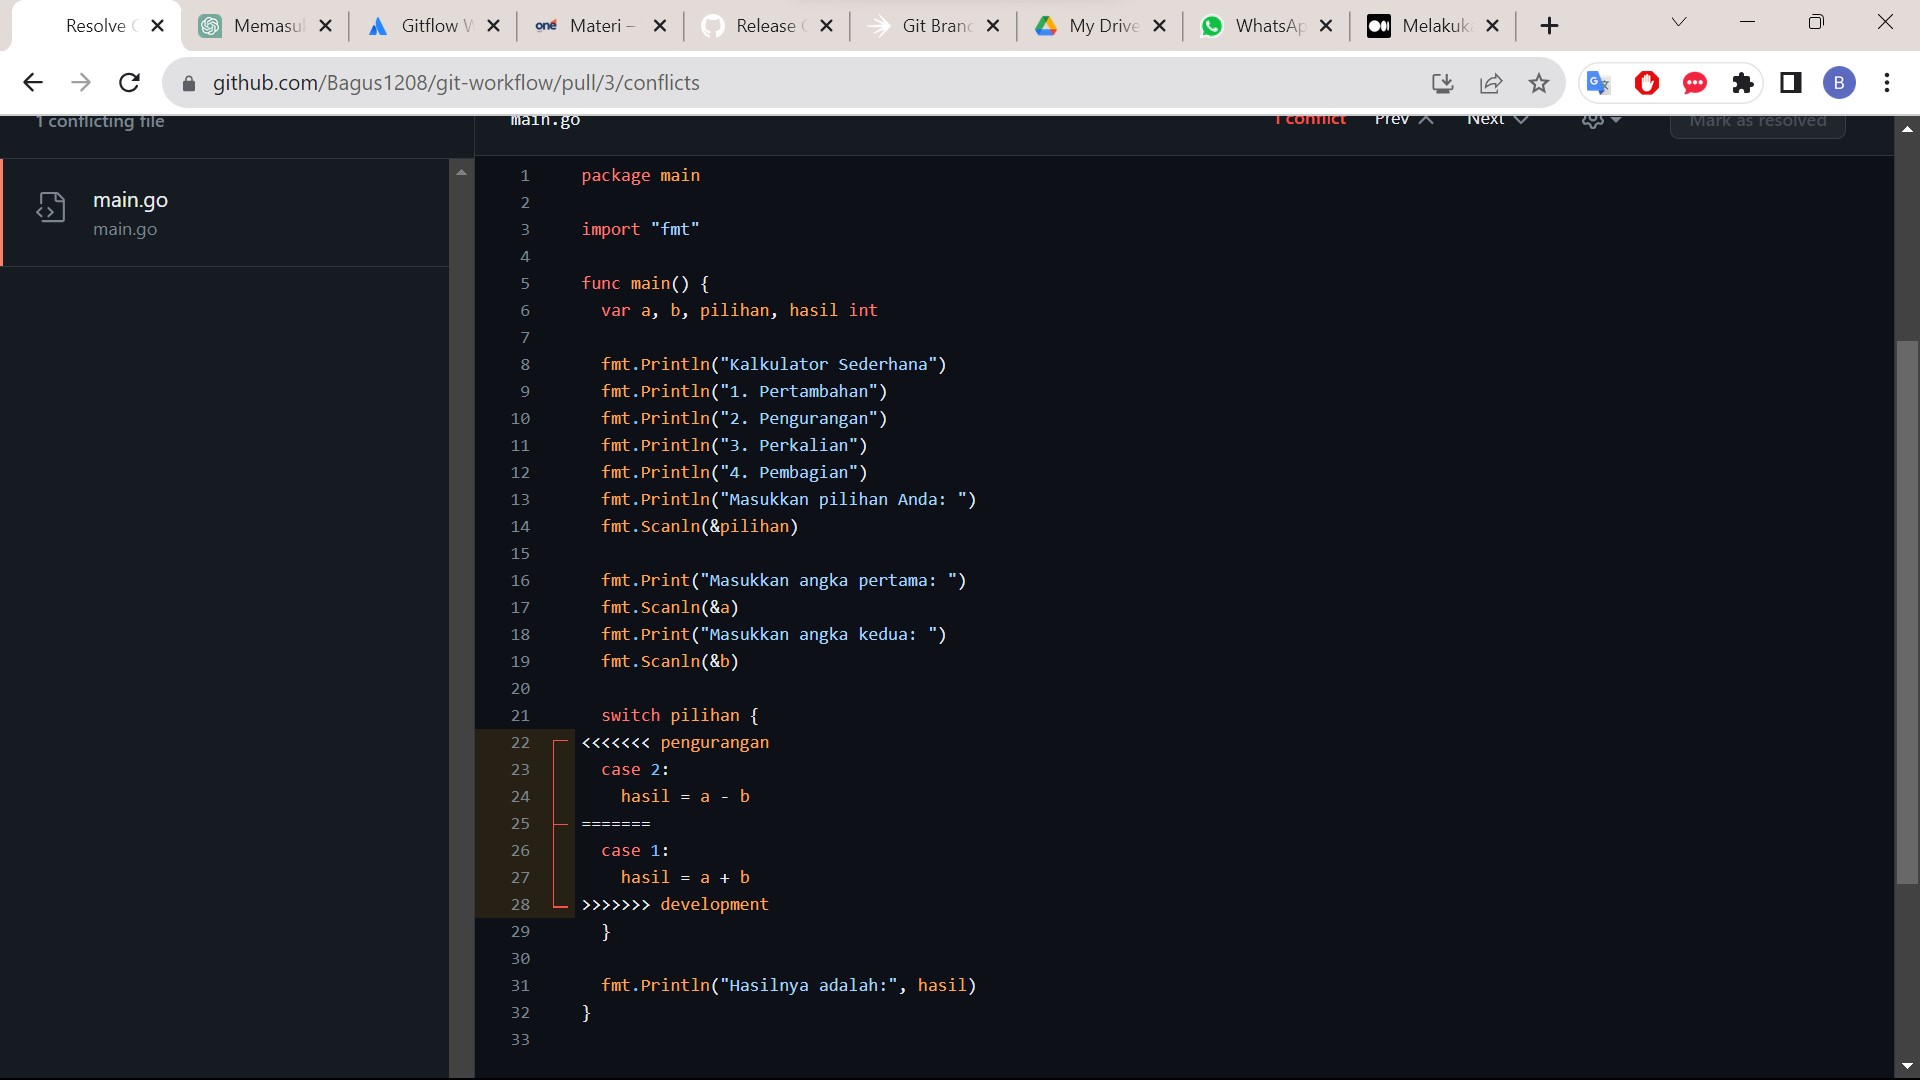 Resolve C
Memasuk
Gitflow W
oné Materi –
Release C
Git Branc
My Drive
WhatsAp
Melakuka
github.com/Bagus1208/git-workflow/pull/3/conflicts
B
1 conflicting file
main.go
1 conflict
Prev
Next
Mark as resolved
main.go
main.go
1 package main
2
3 import "fmt"
4
5 func main() {
6 var a, b, pilihan, hasil int
7
8 fmt.Println("Kalkulator Sederhana")
9 fmt.Println("1. Pertambahan")
10 fmt.Println("2. Pengurangan")
11 fmt.Println("3. Perkalian")
12 fmt.Println("4. Pembagian")
13 fmt.Println("Masukkan pilihan Anda: ")
14 fmt.Scanln(&pilihan)
15
16 fmt.Print("Masukkan angka pertama: ")
17 fmt.Scanln(&a)
18 fmt.Print("Masukkan angka kedua: ")
19 fmt.Scanln(&b)
20
21 switch pilihan {
22 <<<<<<< pengurangan
23 case 2:
24 hasil = a - b
25 =======
26 case 1:
27 hasil = a + b
28 >>>>>>> development
29 }
30
31 fmt.Println("Hasilnya adalah:", hasil)
32 }
33